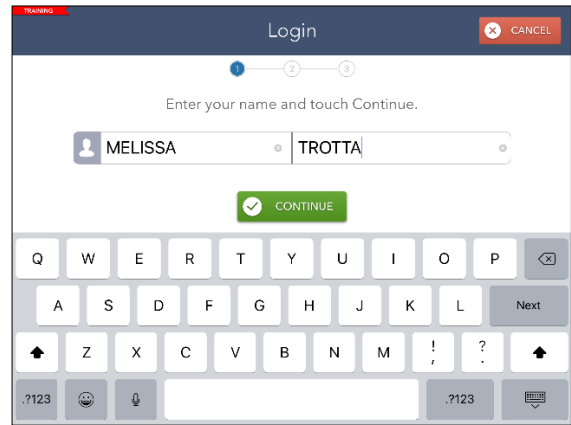 TRAINING
Login
CANCEL
1 2 3
Enter your name and touch Continue.
MELISSA TROTTA
CONTINUE
Q W E R T Y U I O P
A S D F G H J K L Next
Z X C V B N M ! , ? .
.?123 .?123